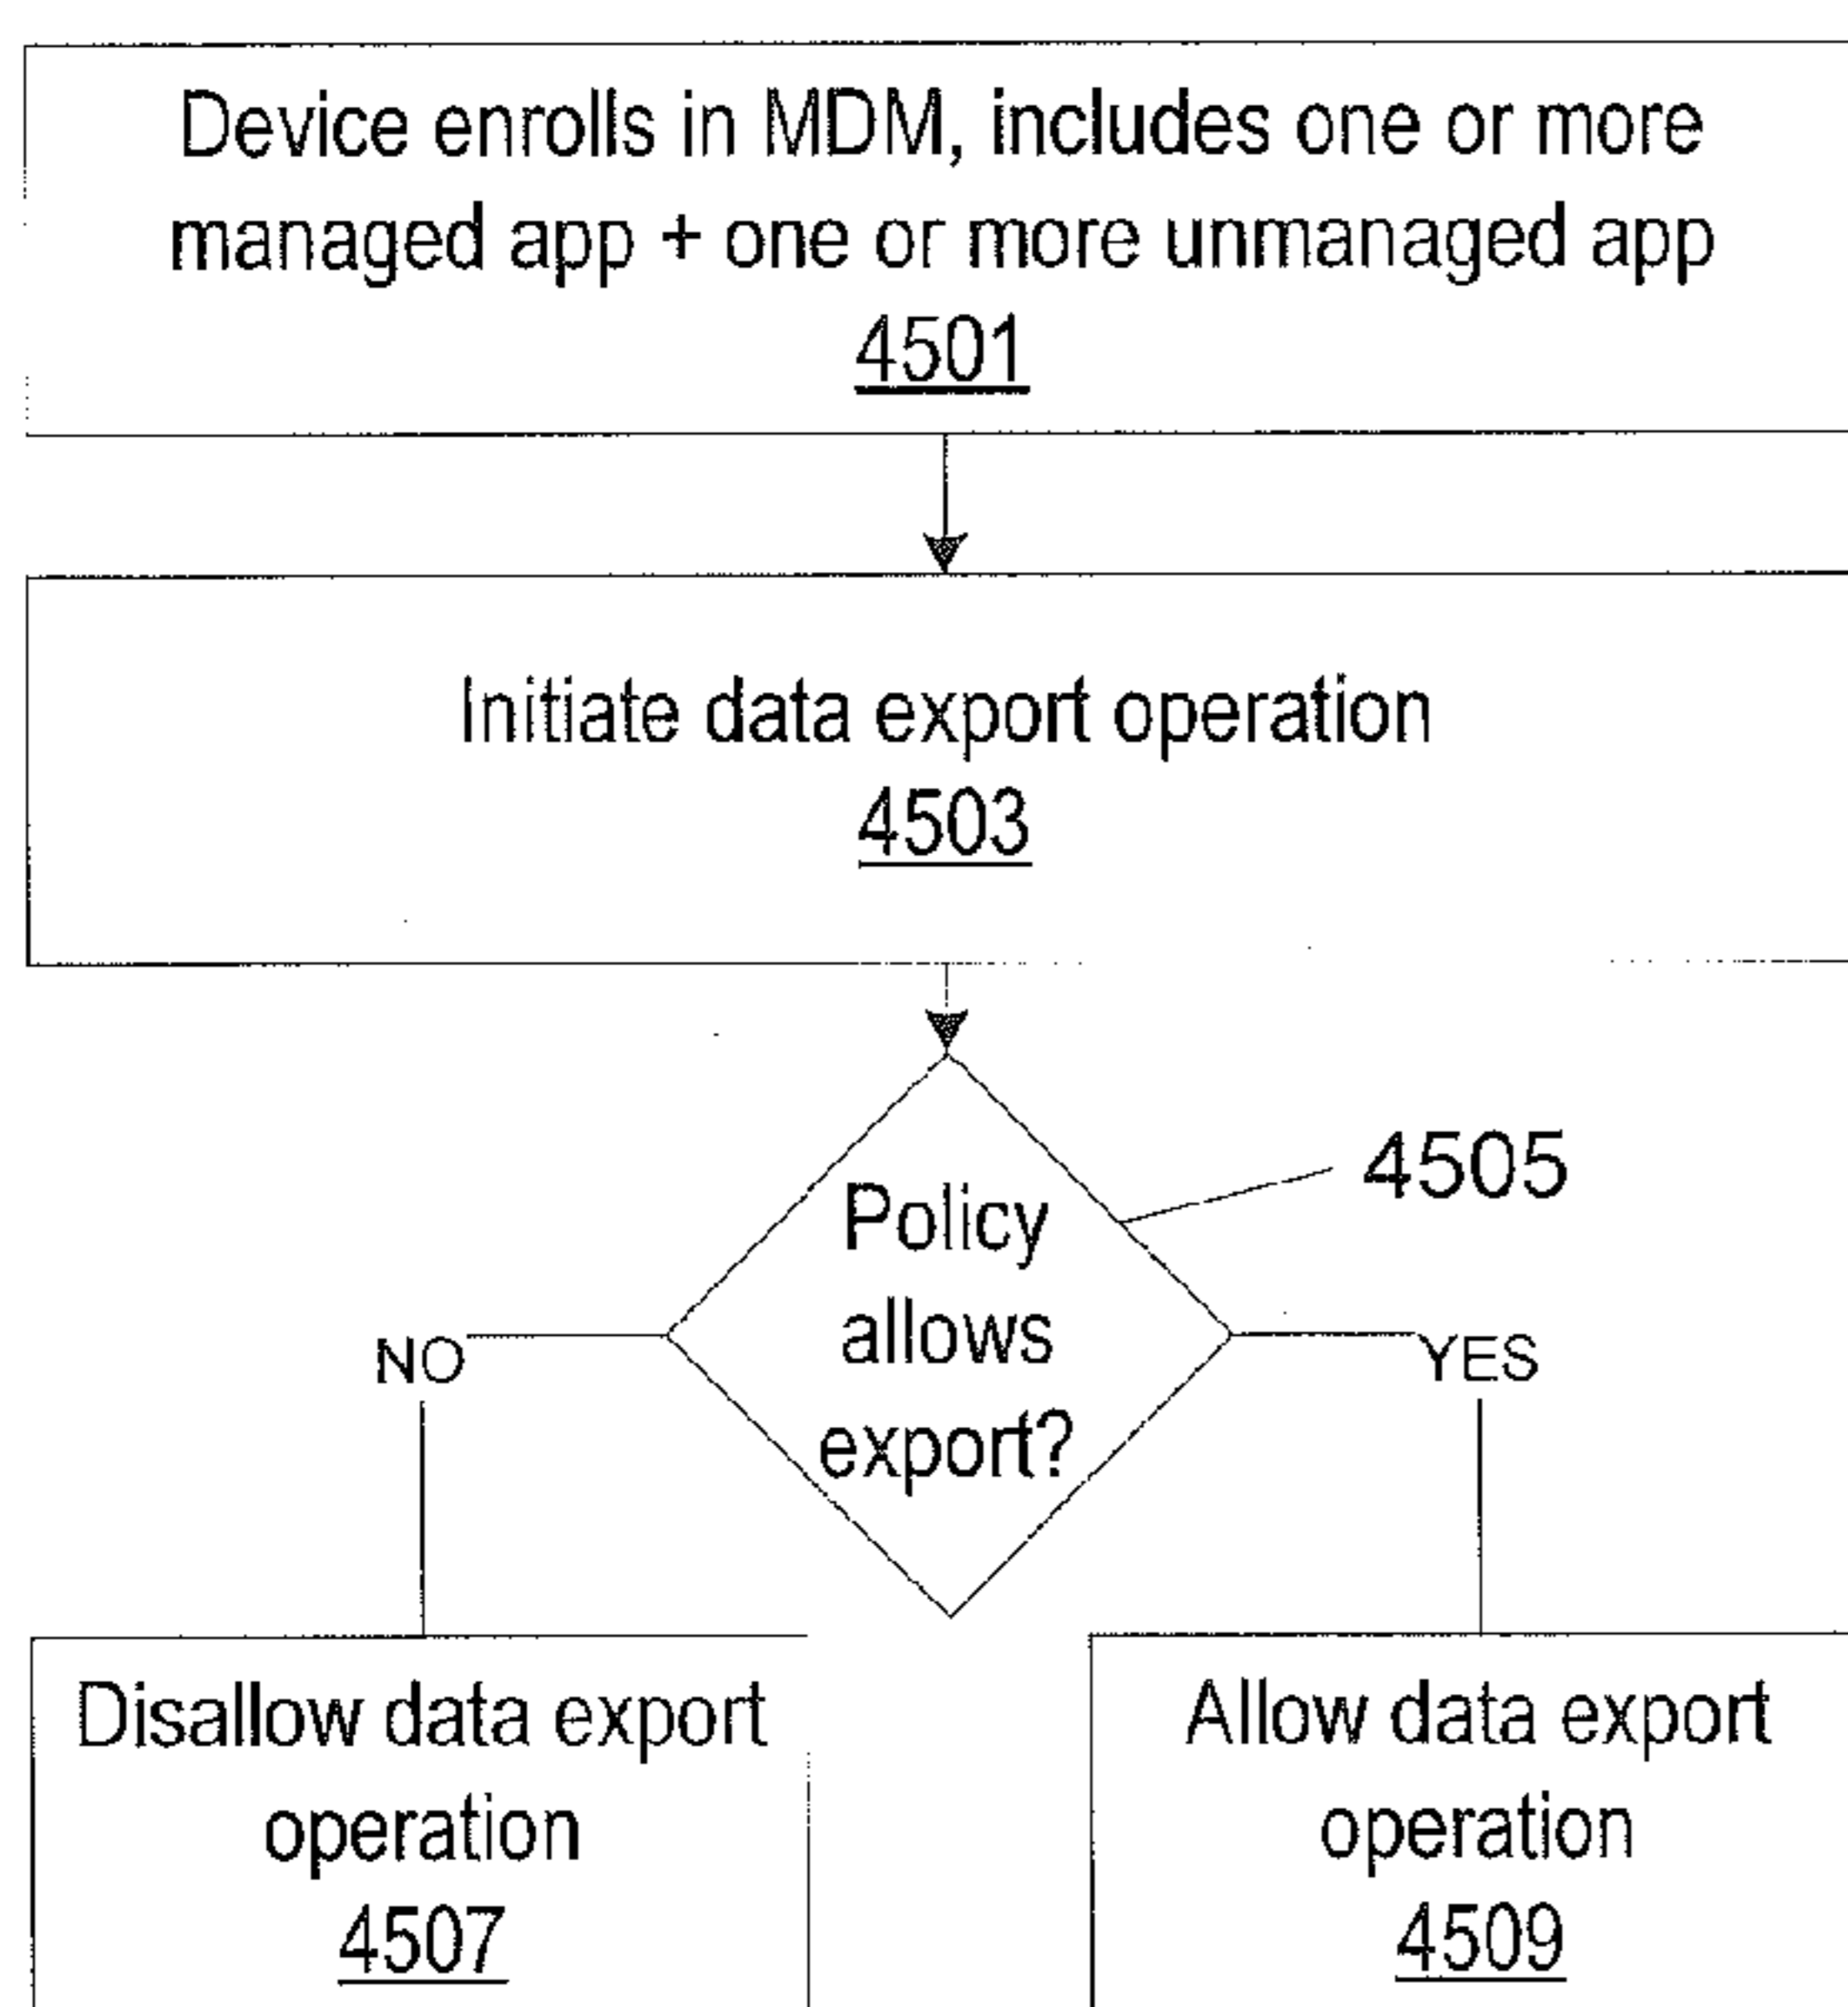 Device enrolls in MDM, includes one or more
managed app + one or more unmanaged app
4501
Initiate data export operation
4503
4505
Policy
allows
export?
NO
YES
Disallow data export
operation
4507
Allow data export
operation
4509